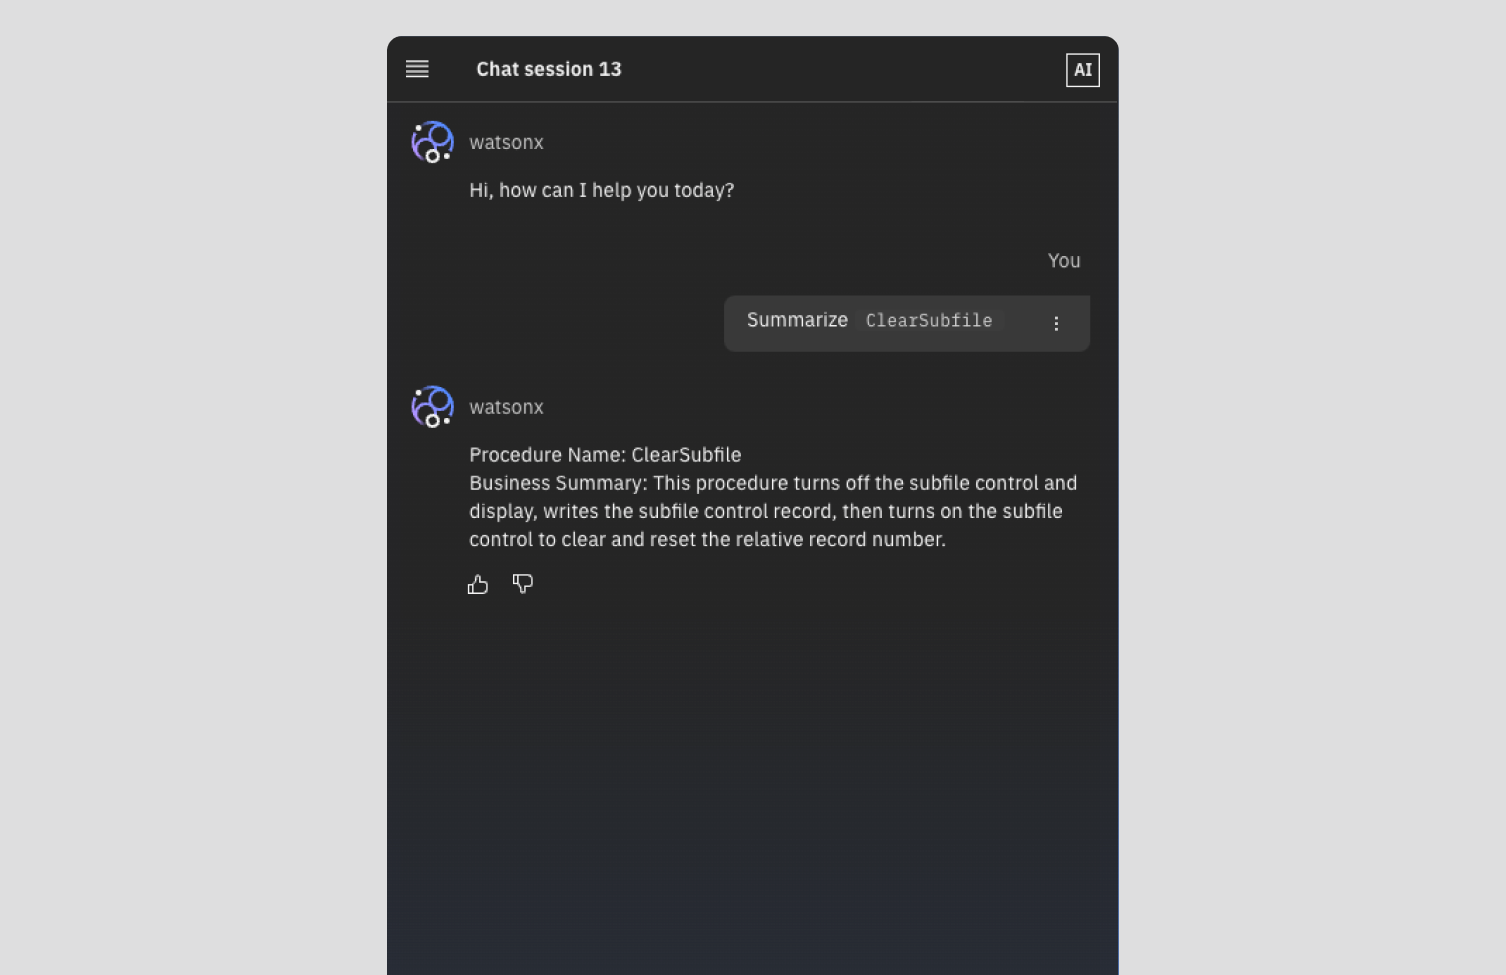 Chat session 13
AI
watsonx
Hi, how can I help you today?
You
Summarize ClearSubfile
watsonx
Procedure Name: ClearSubfile
Business Summary: This procedure turns off the subfile control and
display, writes the subfile control record, then turns on the subfile
control to clear and reset the relative record number.